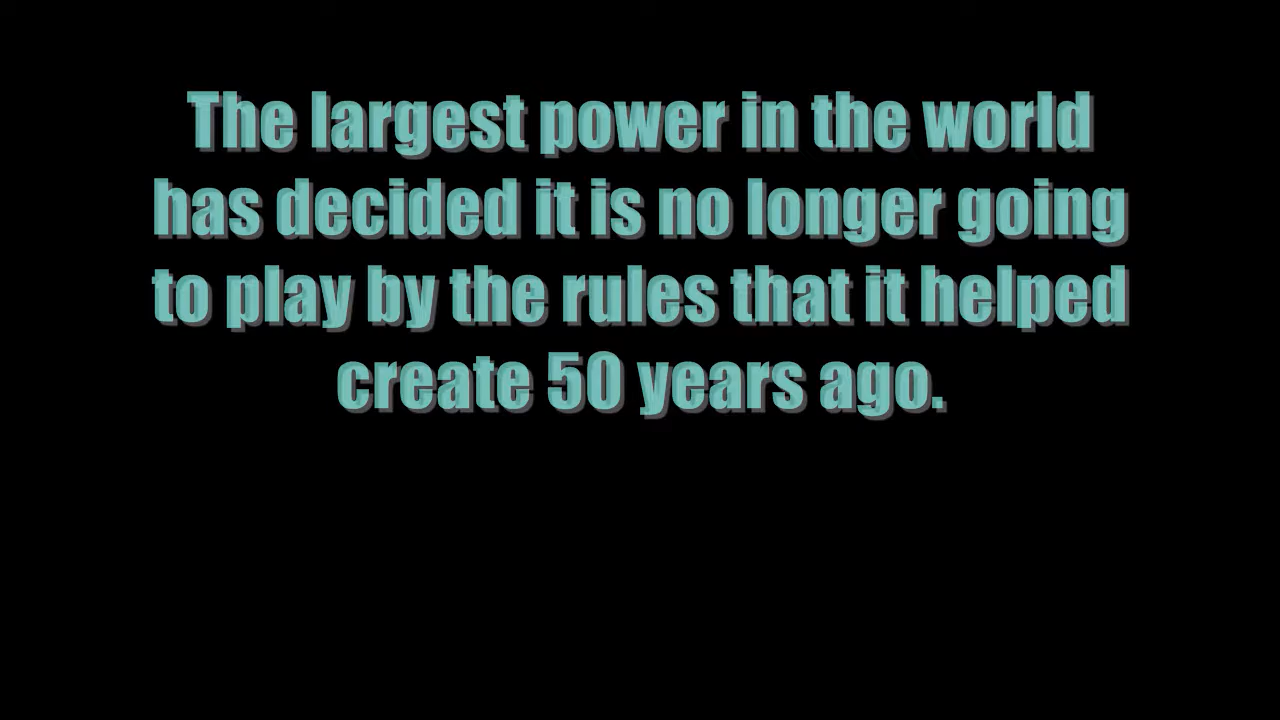 The largest power in the world
has decided it is no longer going
to play by the rules that it helped
create 50 years ago.